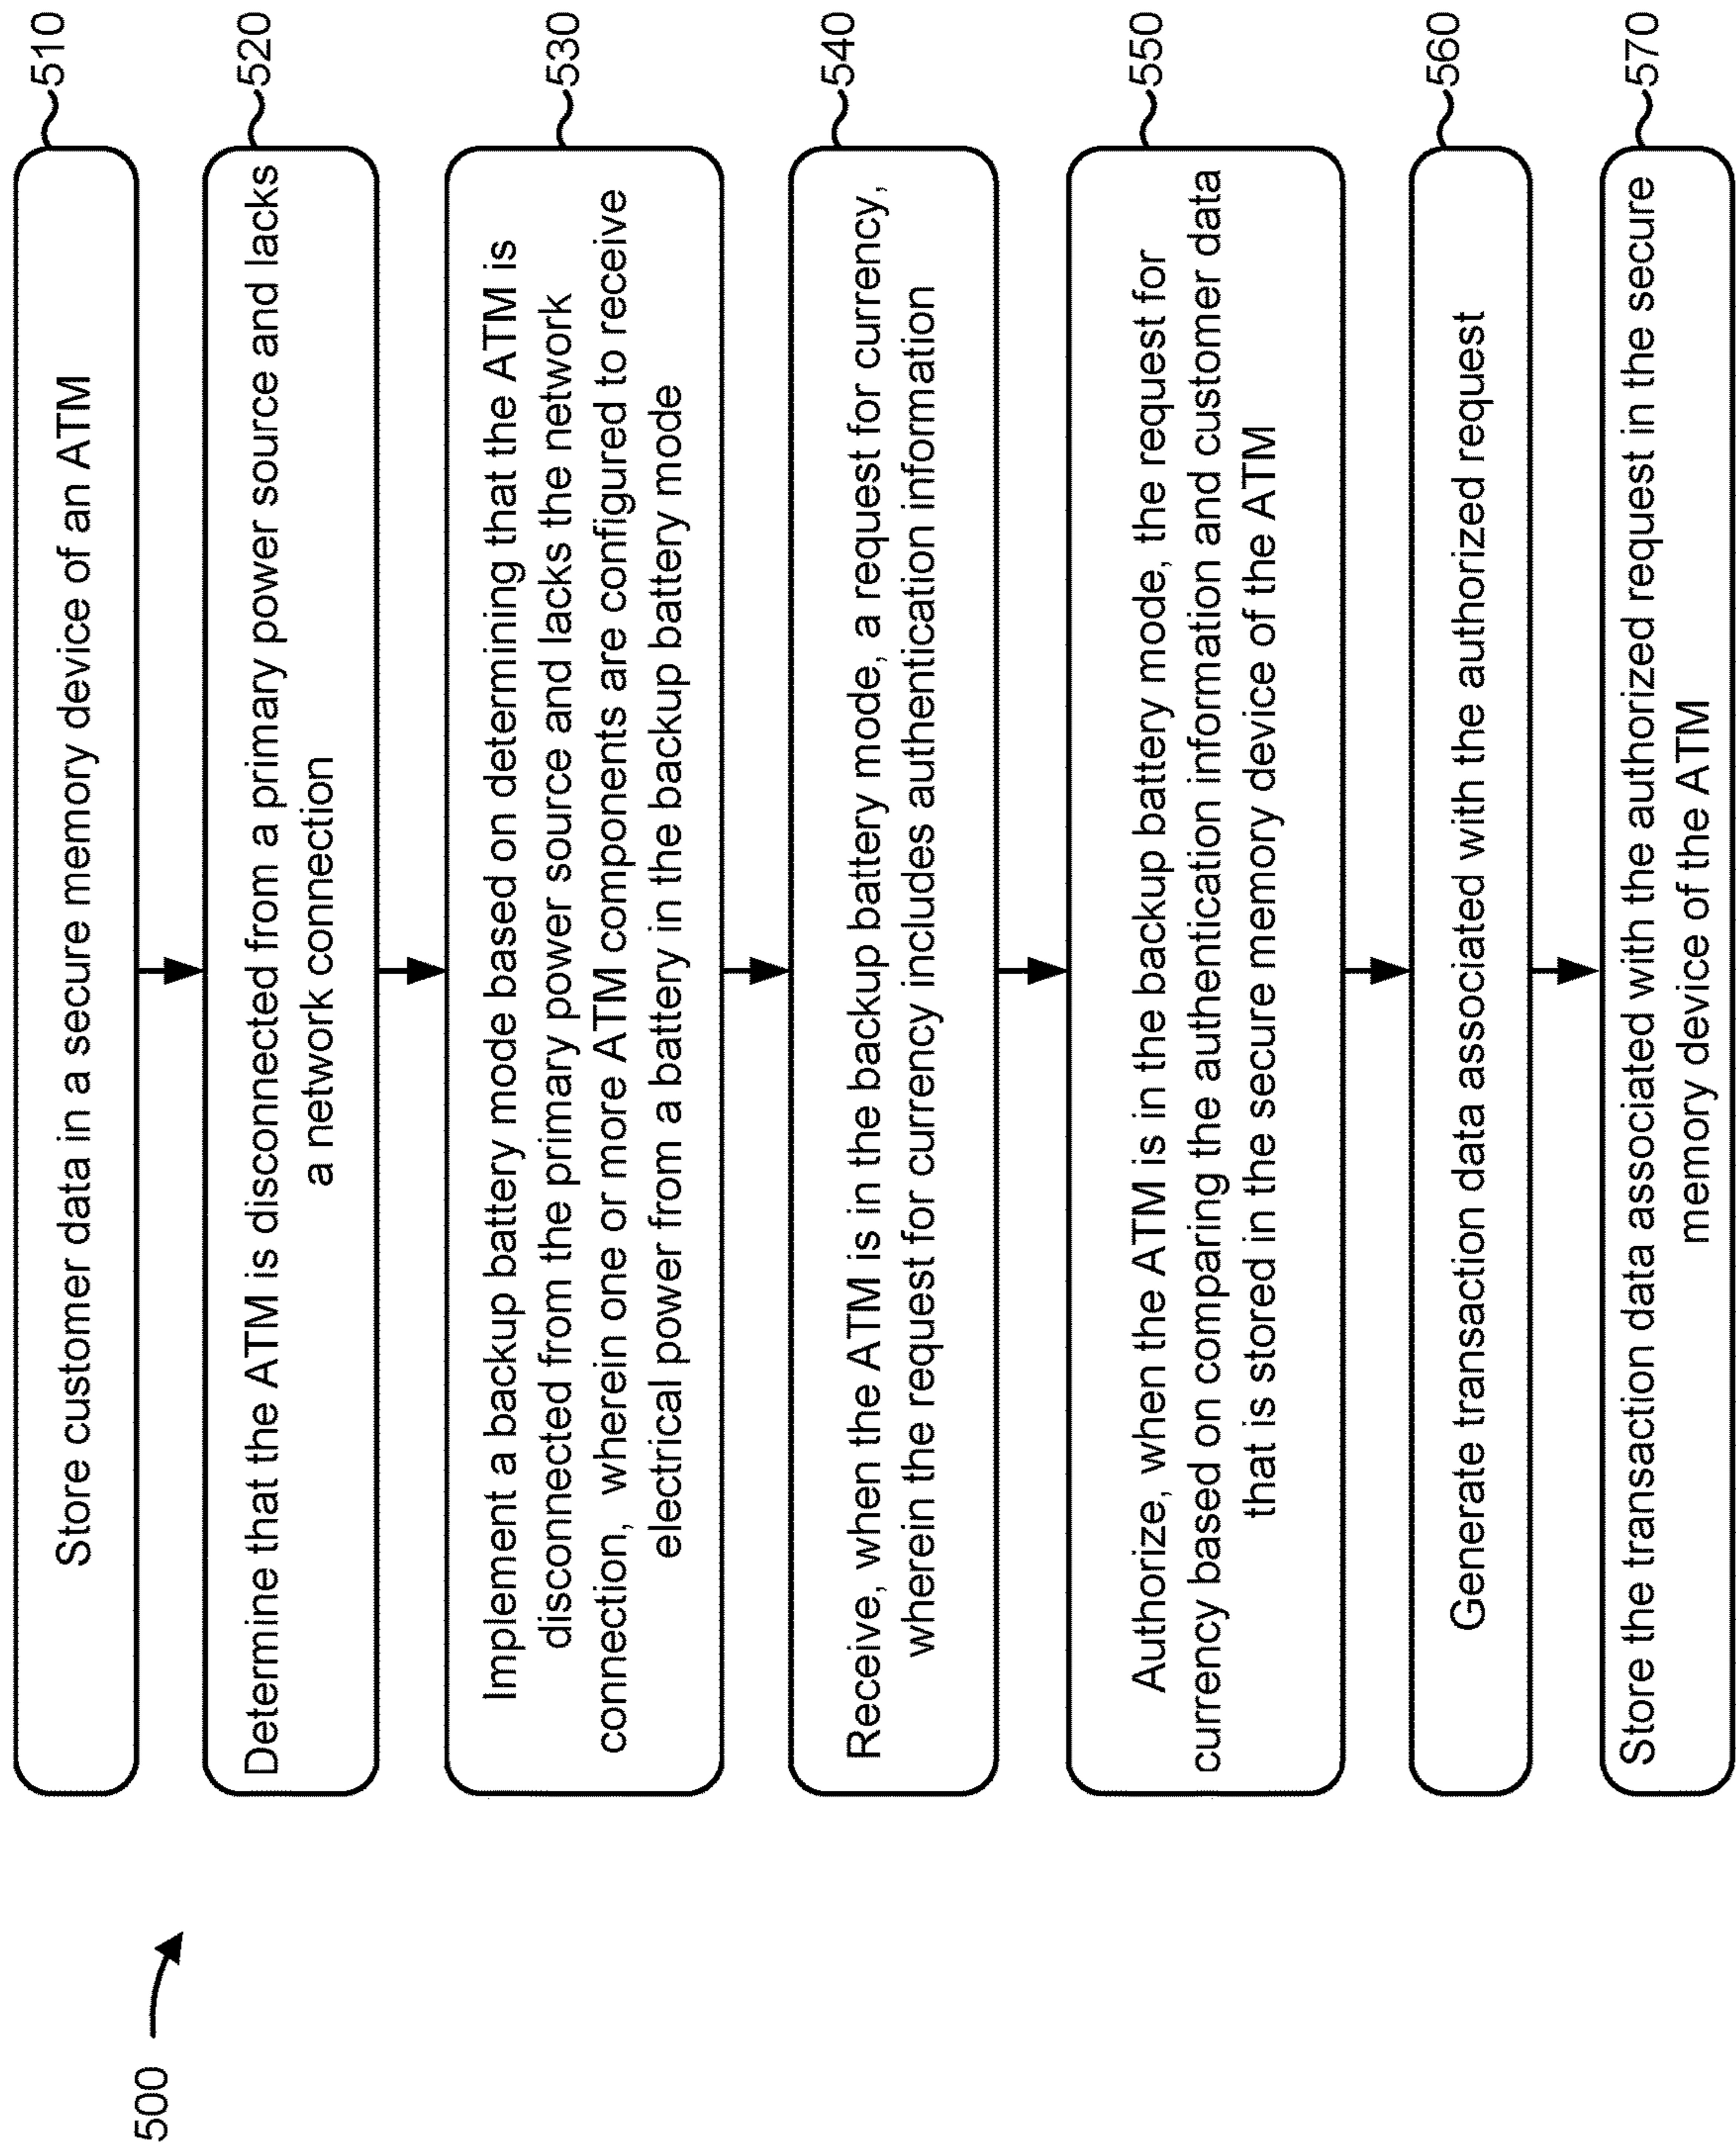 500
Store customer data in a secure memory device of an ATM
510
Determine that the ATM is disconnected from a primary power source and lacks
a network connection
520
Implement a backup battery mode based on determining that the ATM is
disconnected from the primary power source and lacks the network
connection, wherein one or more ATM components are configured to receive
electrical power from a battery in the backup battery mode
530
Receive, when the ATM is in the backup battery mode, a request for currency,
wherein the request for currency includes authentication information
540
Authorize, when the ATM is in the backup battery mode, the request for
currency based on comparing the authentication information and customer data
that is stored in the secure memory device of the ATM
550
Generate transaction data associated with the authorized request
560
Store the transaction data associated with the authorized request in the secure
memory device of the ATM
570